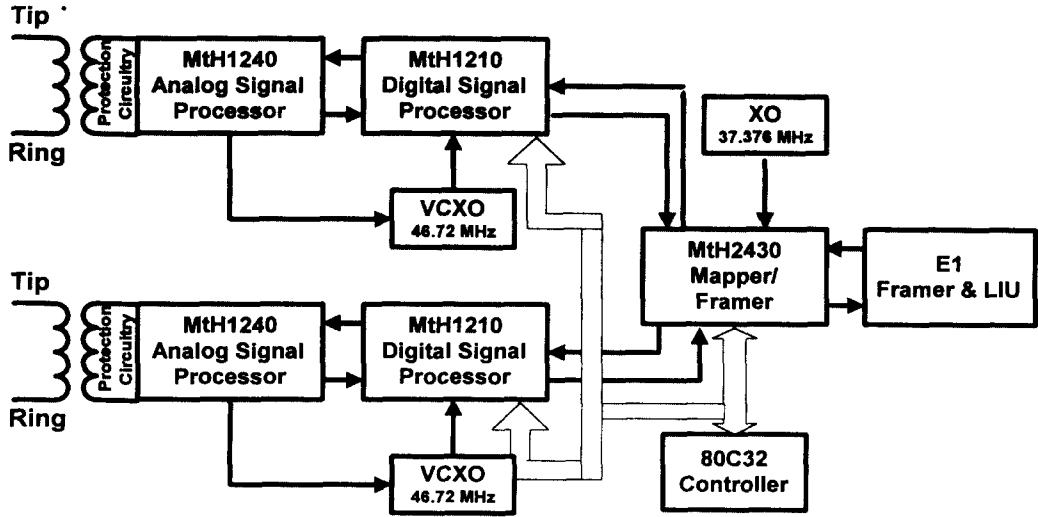 Tip
Ring
Protection
Circuitry
MtH1240
Analog Signal
Processor
MtH1210
Digital Signal
Processor
VCXO
46.72 MHz
XO
37.376 MHz
MtH2430
Mapper/
Framer
E1
Framer & LIU
Tip
Ring
Protection
Circuitry
MtH1240
Analog Signal
Processor
MtH1210
Digital Signal
Processor
VCXO
46.72 MHz
80C32
Controller